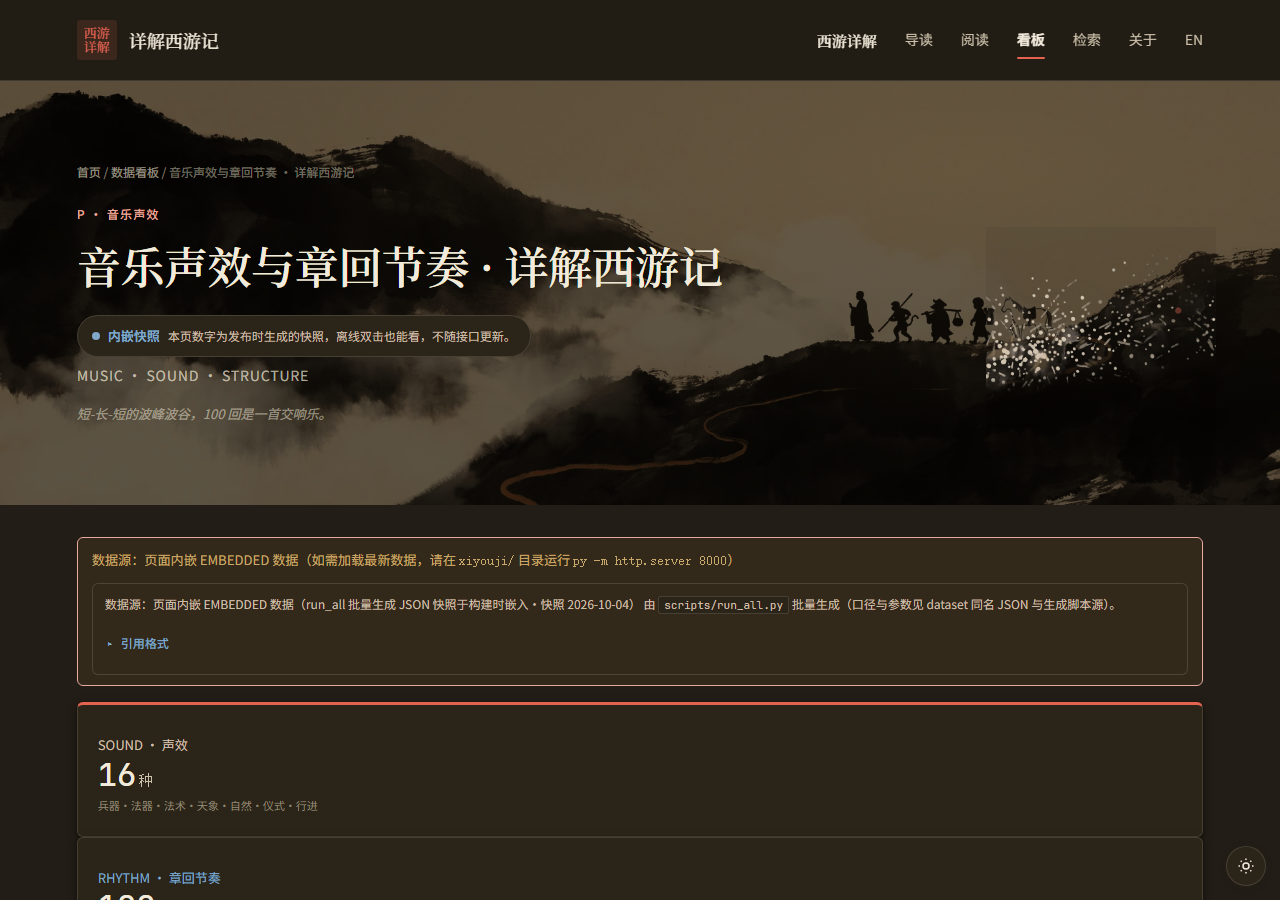 西游
详解
详解西游记
西游详解 导读 阅读 看板 检索 关于 EN
首页 / 数据看板 / 音乐声效与章回节奏 · 详解西游记
P · 音乐声效
音乐声效与章回节奏 · 详解西游记
内嵌快照 本页数字为发布时生成的快照，离线双击也能看，不随接口更新。
MUSIC · SOUND · STRUCTURE
短-长-短的波峰波谷，100 回是一首交响乐。
数据源：页面内嵌 EMBEDDED 数据（如需加载最新数据，请在 xiyouji/ 目录运行 py -m http.server 8000）
数据源：页面内嵌 EMBEDDED 数据（run_all 批量生成 JSON 快照于构建时嵌入 · 快照 2026-10-04） 由 scripts/run_all.py 批量生成（口径与参数见 dataset 同名 JSON 与生成脚本源）。
▸ 引用格式
SOUND · 声效
16 种
兵器 · 法器 · 法术 · 天象 · 自然 · 仪式 · 行进
RHYTHM · 章回节奏